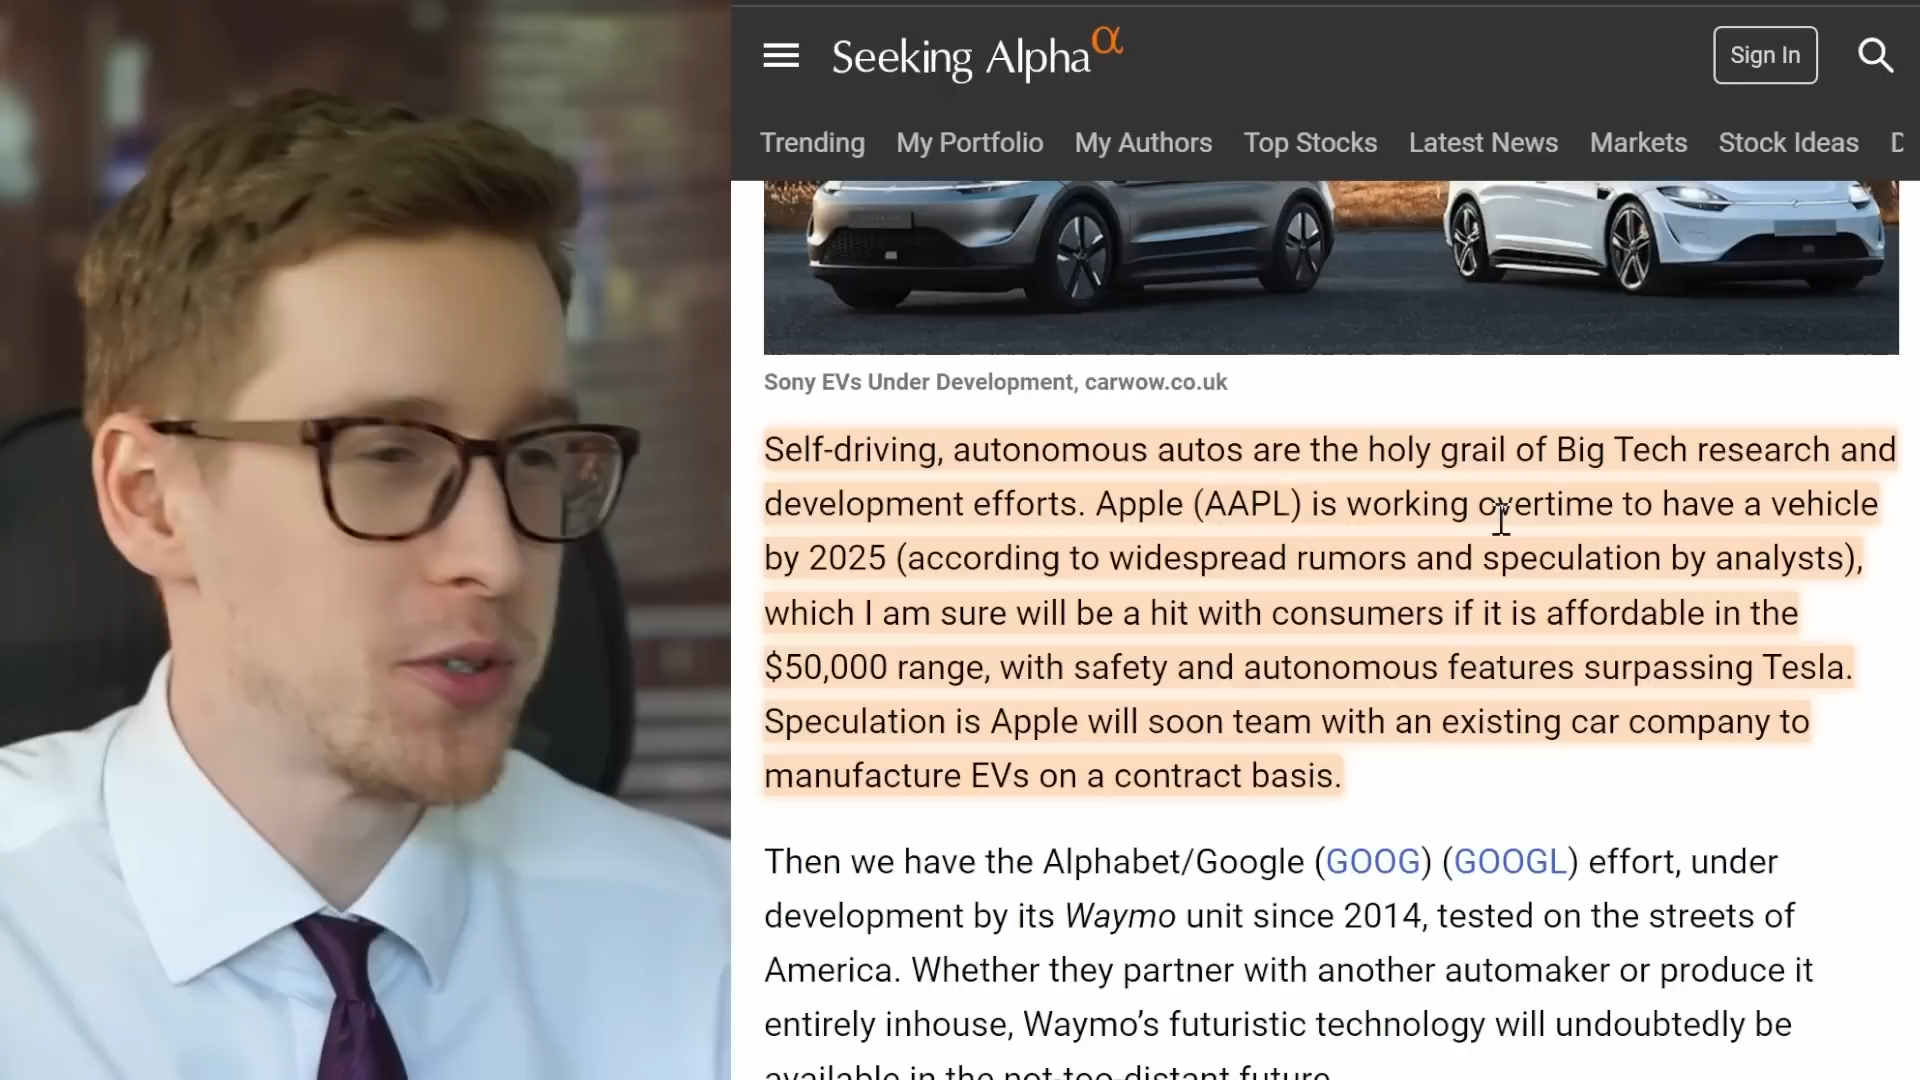 Seeking Alpha α
Sign In
Trending My Portfolio My Authors Top Stocks Latest News Markets Stock Ideas D
Sony EVs Under Development, carwow.co.uk
Self-driving, autonomous autos are the holy grail of Big Tech research and
development efforts. Apple (AAPL) is working overtime to have a vehicle
by 2025 (according to widespread rumors and speculation by analysts),
which I am sure will be a hit with consumers if it is affordable in the
$50,000 range, with safety and autonomous features surpassing Tesla.
Speculation is Apple will soon team with an existing car company to
manufacture EVs on a contract basis.
Then we have the Alphabet/Google (GOOG) (GOOGL) effort, under
development by its Waymo unit since 2014, tested on the streets of
America. Whether they partner with another automaker or produce it
entirely inhouse, Waymo’s futuristic technology will undoubtedly be
available in the not-too-distant future.